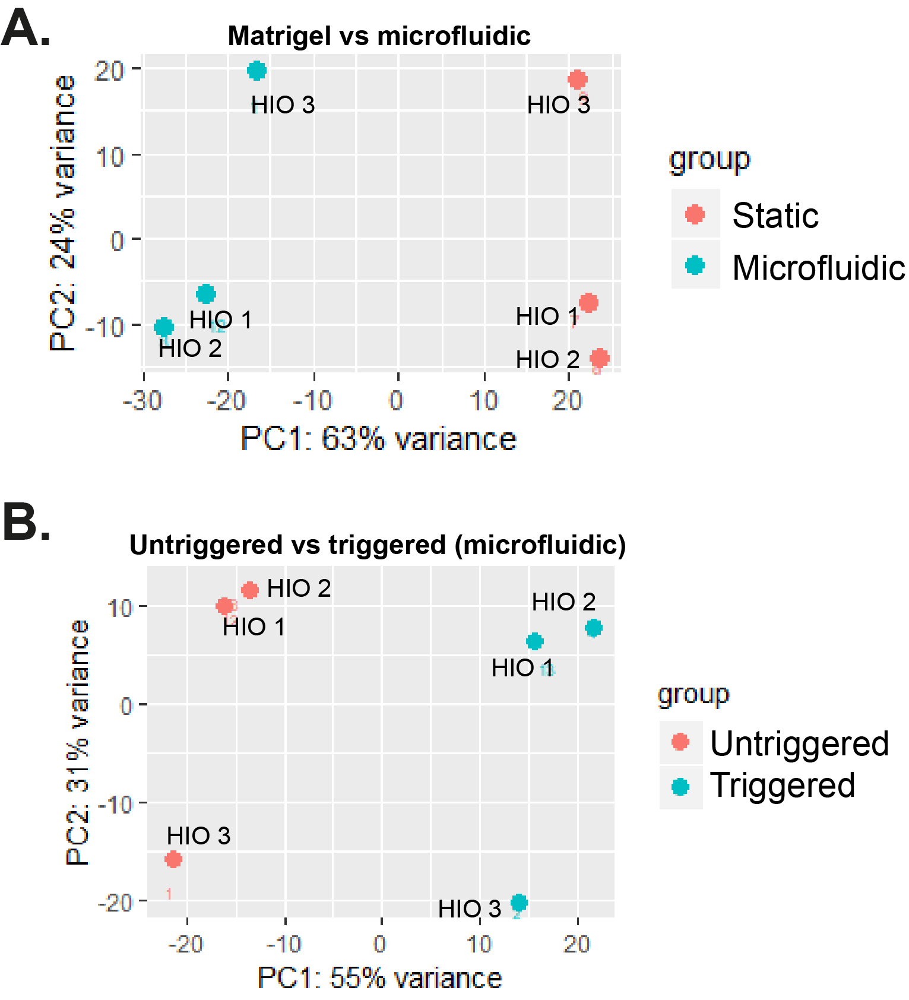 A.
Matrigel vs microfluidic
20
10
0
-10
PC2: 24% variance
HIO 3
HIO 3
HIO 1
HIO 2
HIO 1
HIO 2
-30 -20 -10 0 10 20
PC1: 63% variance
group
Static
Microfluidic
B.
Untriggered vs triggered (microfluidic)
10
0
-10
-20
PC2: 31% variance
HIO 2
HIO 1
HIO 2
HIO 1
HIO 3
1
HIO 3
-20 -10 0 10 20
PC1: 55% variance
group
Untriggered
Triggered